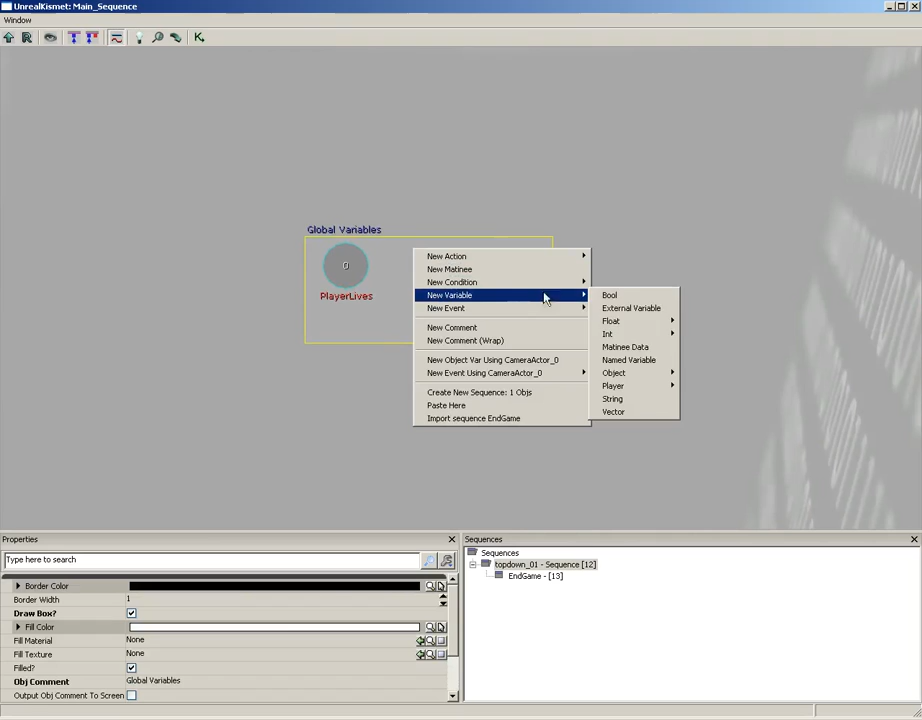 UnrealKismet: Main_Sequence
Window
Global Variables
0
PlayerLives
New Action
New Matinee
New Condition
New Variable
New Event
New Comment
New Comment (Wrap)
New Object Var Using CameraActor_0
New Event Using CameraActor_0
Create New Sequence: 1 Objs
Paste Here
Import sequence EndGame
Bool
External Variable
Float
Int
Matinee Data
Named Variable
Object
Player
String
Vector
Properties
Type here to search
Border Color
Border Width 1
Draw Box?
Fill Color
Fill Material None
Fill Texture None
Filled?
Obj Comment Global Variables
Output Obj Comment To Screen
Sequences
Sequences
topdown_01 - Sequence [12]
EndGame - [13]